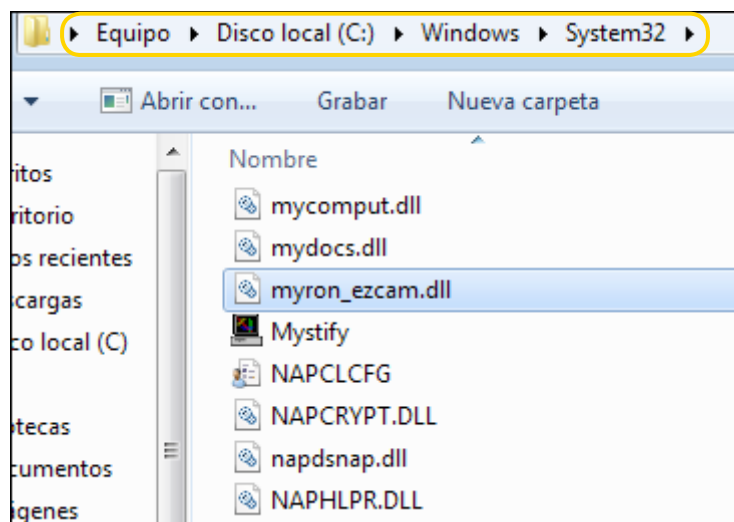 Equipo ▸ Disco local (C:) ▸ Windows ▸ System32 ▸
Abrir con... Grabar Nueva carpeta
Nombre
ritos
ritorio
os recientes
scargas
co local (C)
otecas
cumentos
ágenes
mycomput.dll
mydocs.dll
myron_ezcam.dll
Mystify
NAPCLCFG
NAPCRYPT.DLL
napdsnap.dll
NAPHLPR.DLL